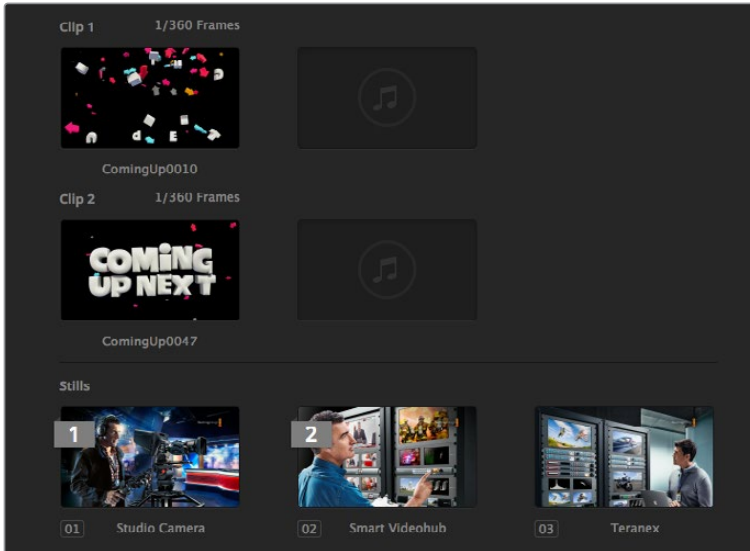 Clip 1 1/360 Frames
ComingUp0010
Clip 2 1/360 Frames
COMING
UP NEXT
ComingUp0047
Stills
1 2
01 Studio Camera 02 Smart Videohub 03 Teranex